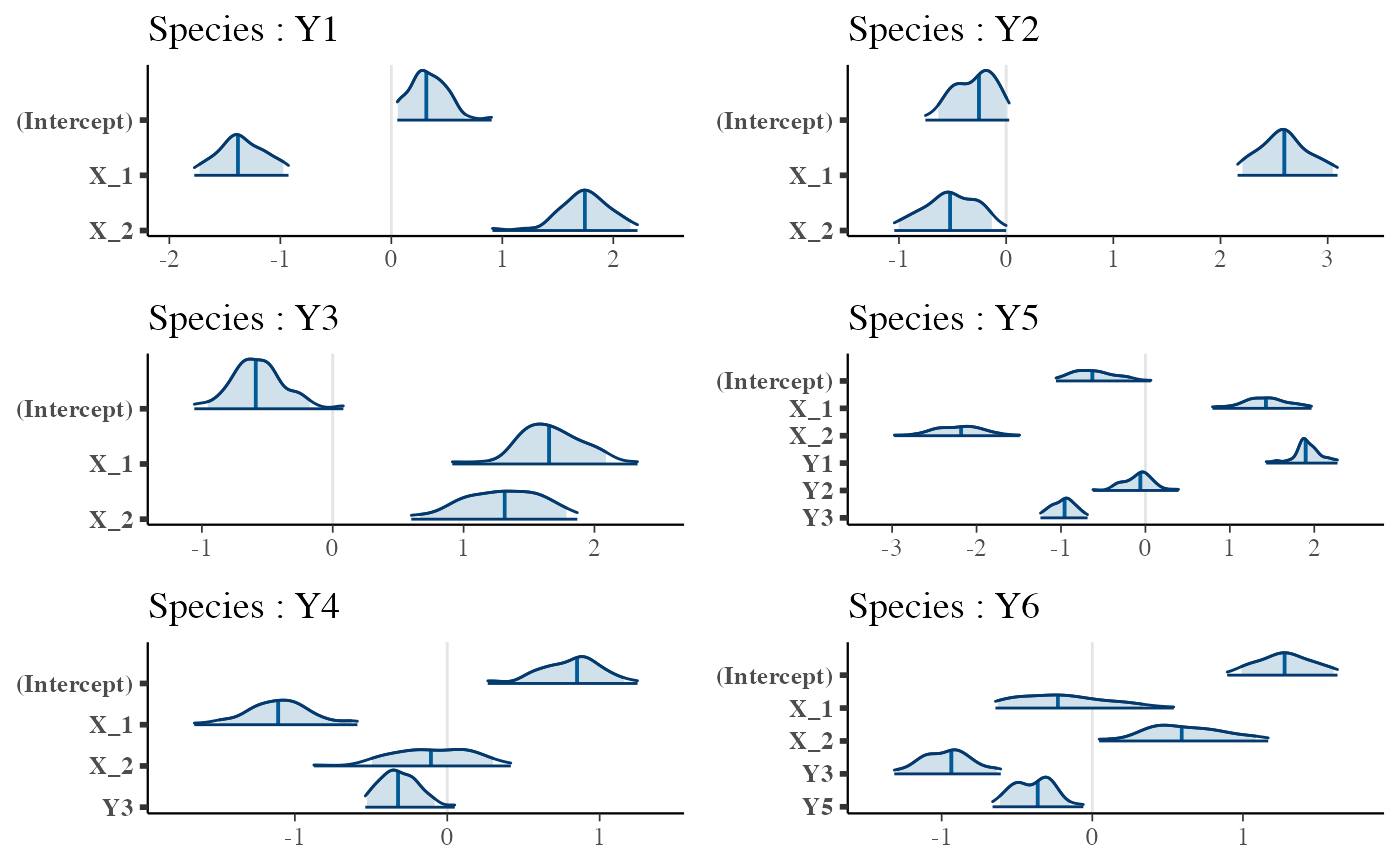 Species : Y1
(Intercept)
X_1
X_2
-2 -1 0 1 2
Species : Y2
(Intercept)
X_1
X_2
-1 0 1 2 3
Species : Y3
(Intercept)
X_1
X_2
-1 0 1 2
Species : Y5
(Intercept)
X_1
X_2
Y1
Y2
Y3
-3 -2 -1 0 1 2
Species : Y4
(Intercept)
X_1
X_2
Y3
-1 0 1
Species : Y6
(Intercept)
X_1
X_2
Y3
Y5
-1 0 1